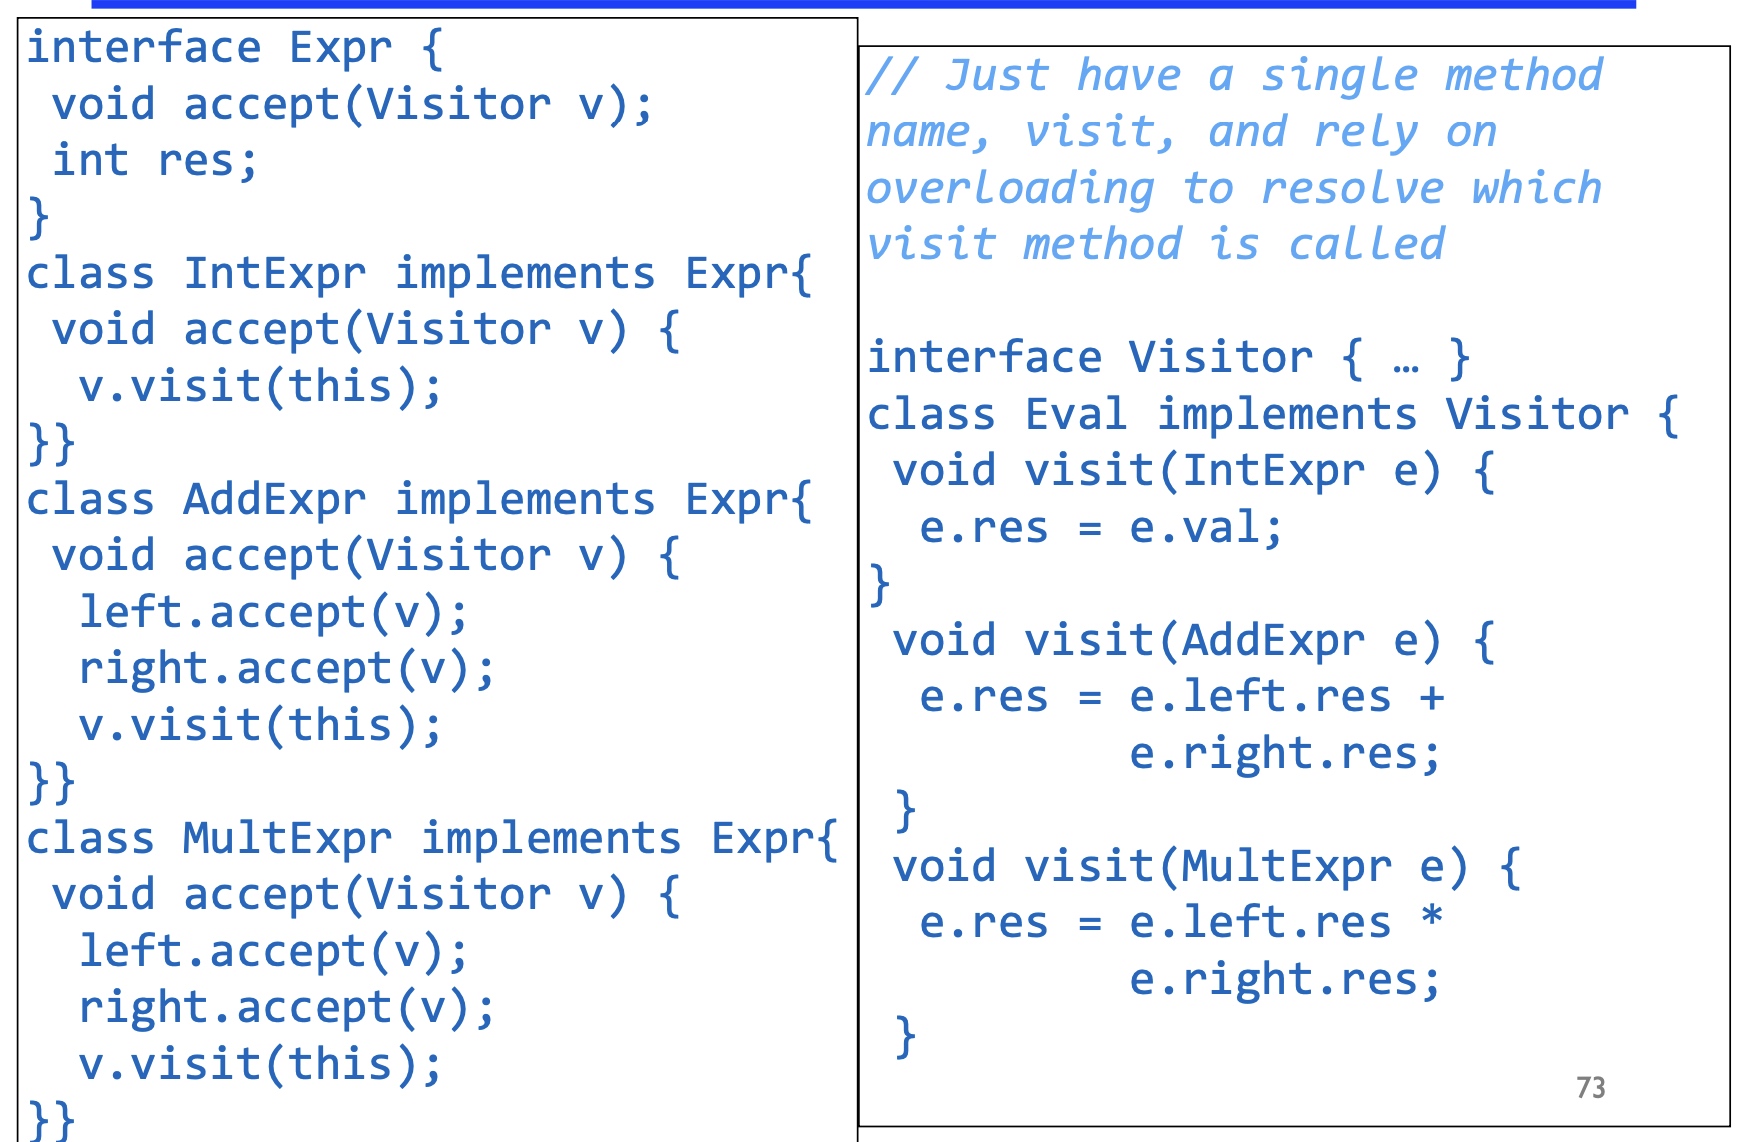 interface Expr {
 void accept(Visitor v);
 int res;
}
class IntExpr implements Expr{
 void accept(Visitor v) {
  v.visit(this);
}}
class AddExpr implements Expr{
 void accept(Visitor v) {
  left.accept(v);
  right.accept(v);
  v.visit(this);
}}
class MultExpr implements Expr{
 void accept(Visitor v) {
  left.accept(v);
  right.accept(v);
  v.visit(this);
}}
// Just have a single method
name, visit, and rely on
overloading to resolve which
visit method is called

interface Visitor { … }
class Eval implements Visitor {
 void visit(IntExpr e) {
  e.res = e.val;
}
 void visit(AddExpr e) {
  e.res = e.left.res +
          e.right.res;
 }
 void visit(MultExpr e) {
  e.res = e.left.res *
          e.right.res;
 }
73